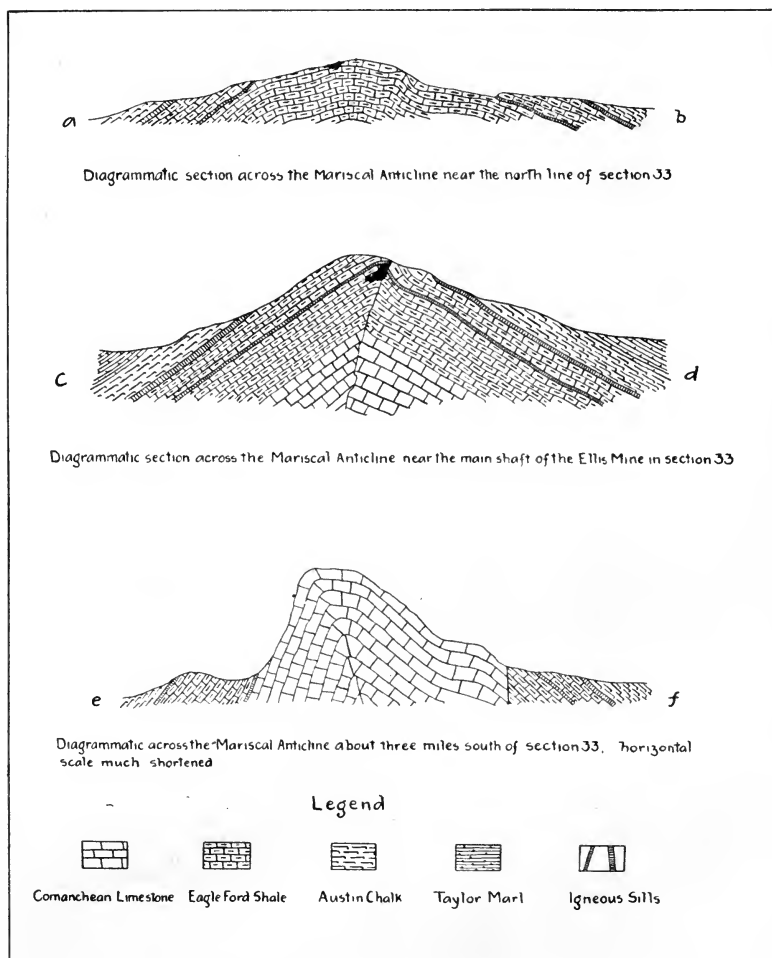 a
b
Diagrammatic section across the Mariscal Anticline near the north line of section 33
c
d
Diagrammatic section across the Mariscal Anticline near the main shaft of the Ellis Mine in section 33
e
f
Diagrammatic across the Mariscal Anticline about three miles south of section 33, horizontal
scale much shortened
Legend
Comanchean Limestone Eagle Ford Shale Austin Chalk Taylor Marl Igneous Sills